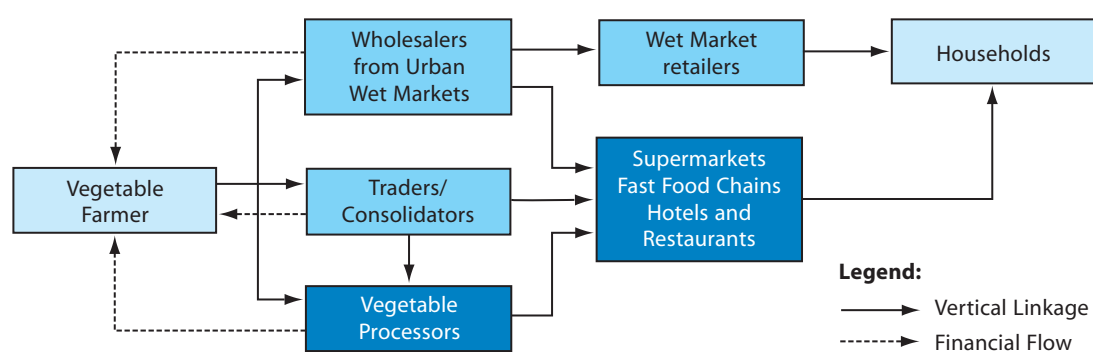 Wholesalers
from Urban
Wet Markets
Wet Market
retailers
Households
Vegetable
Farmer
Traders/
Consolidators
Supermarkets
Fast Food Chains
Hotels and
Restaurants
Vegetable
Processors
Legend:
Vertical Linkage
Financial Flow